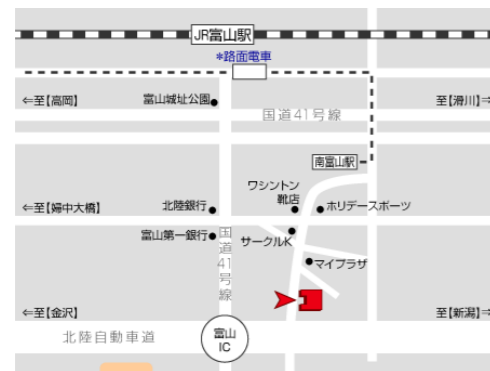 JR富山駅
*路面電車
⇐至【高岡】
富山城址公園
国道41号線
至【滑川】⇒
南富山駅
ワシントン
靴店
⇐至【婦中大橋】
北陸銀行
ホリデースポーツ
富山第一銀行
サークルK
国道41号線
マイプラザ
⇐至【金沢】
至【新潟】⇒
北陸自動車道
富山
IC